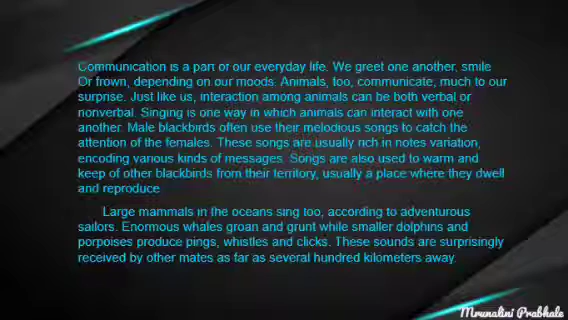 Communication is a part of our everyday life. We greet one another, smile
Or frown, depending on our moods. Animals, too, communicate, much to our
surprise. Just like us, interaction among animals can be both verbal or
nonverbal. Singing is one way in which animals can interact with one
another. Male blackbirds often use their melodious songs to catch the
attention of the females. These songs are usually rich in notes variation,
encoding various kinds of messages. Songs are also used to warm and
keep of other blackbirds from their territory, usually a place where they dwell
and reproduce.
Large mammals in the oceans sing too, according to adventurous
sailors. Enormous whales groan and grunt while smaller dolphins and
porpoises produce pings, whistles and clicks. These sounds are surprisingly
received by other mates as far as several hundred kilometers away.
Mrunalini Prabhale